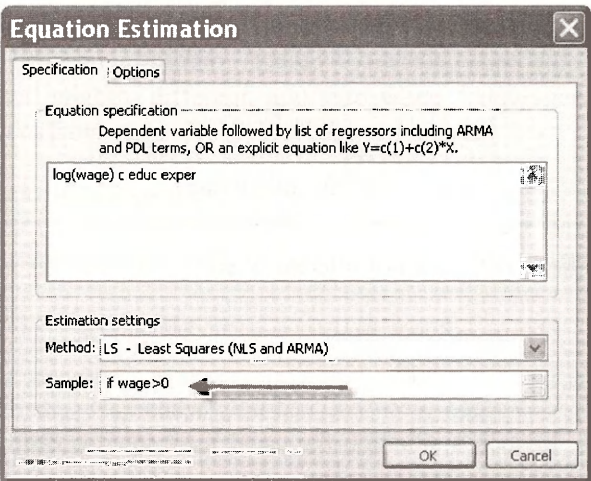 Equation Estimation
Specification Options
Equation specification
Dependent variable followed by list of regressors including ARMA
and PDL terms, OR an explicit equation like Y=c(1)+c(2)*X.
log(wage) c educ exper
Estimation settings
Method: LS - Least Squares (NLS and ARMA)
Sample: if wage>0
OK Cancel